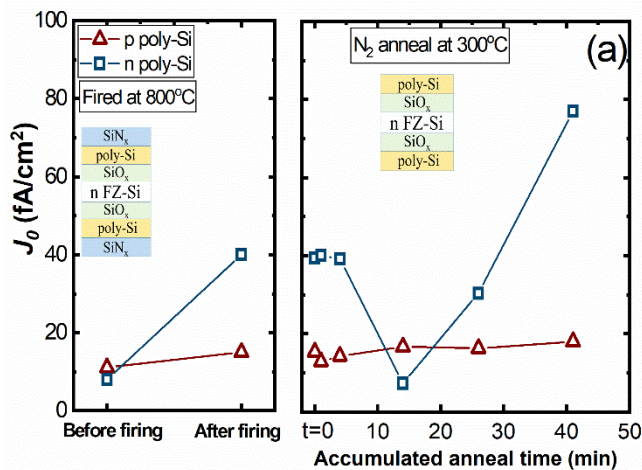 100
80
60
40
20
0
J0 (fA/cm²)
p poly-Si
n poly-Si
Fired at 800°C
SiNx
poly-Si
SiOx
n FZ-Si
SiOx
poly-Si
SiNx
Before firing After firing
N2 anneal at 300°C
(a)
poly-Si
SiOx
n FZ-Si
SiOx
poly-Si
t=0 10 20 30 40 50
Accumulated anneal time (min)